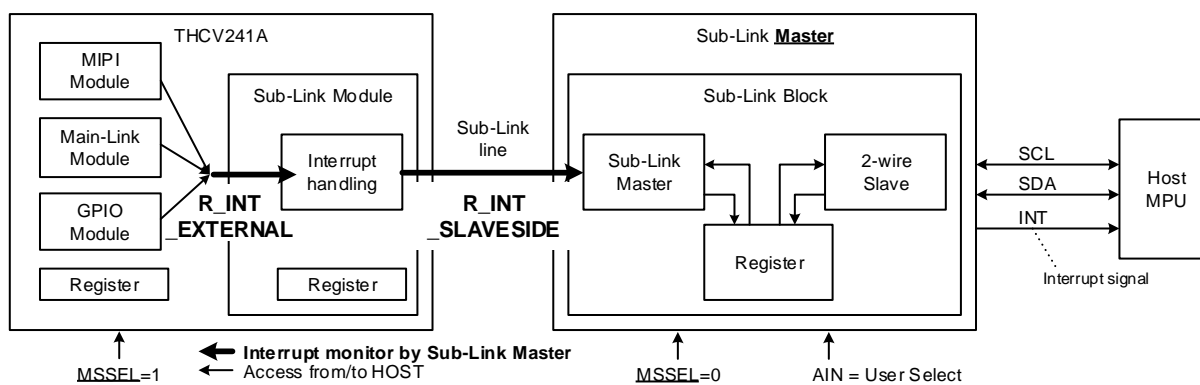 THCV241A
MIPI
Module
Main-Link
Module
GPIO
Module
Register
Sub-Link Module
Interrupt
handling
Register
R_INT
_EXTERNAL
Sub-Link
line
R_INT
_SLAVESIDE
Sub-Link Master
Sub-Link Block
Sub-Link
Master
2-wire
Slave
Register
SCL
SDA
INT
Interrupt signal
Host
MPU
MSSEL=1
Interrupt monitor by Sub-Link Master
Access from/to HOST
MSSEL=0
AIN = User Select